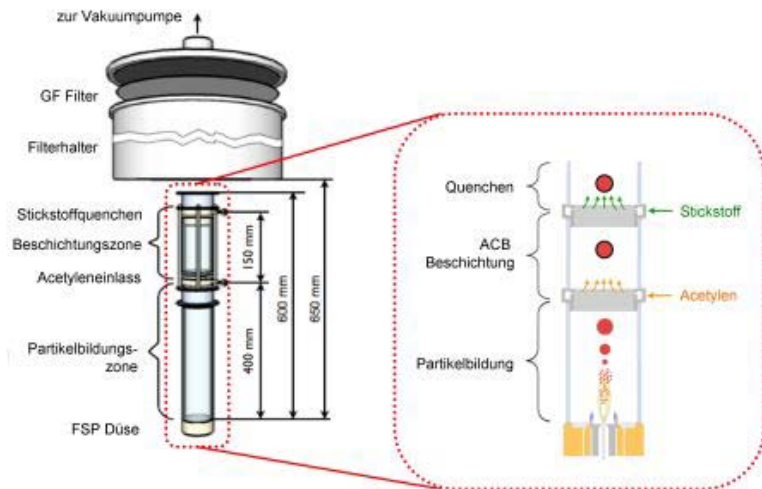 zur Vakuumpumpe
GF Filter
Filterhalter
Stickstoffquenchen
Beschichtungszone
Acetyleneinlass
Partikelbildungs-
zone
FSP Düse
150 mm
400 mm
600 mm
650 mm
Quenchen
Stickstoff
ACB
Beschichtung
Acetylen
Partikelbildung